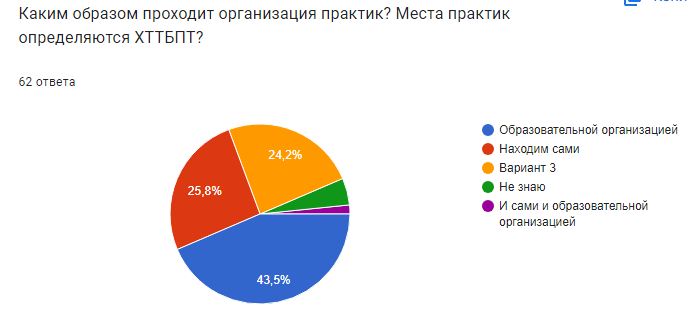 Каким образом проходит организация практик? Места практик
определяются ХТТБПТ?
62 ответа
24,2%
25,8%
43,5%
Образовательной организацией
Находим сами
Вариант 3
Не знаю
И сами и образовательной
организацией